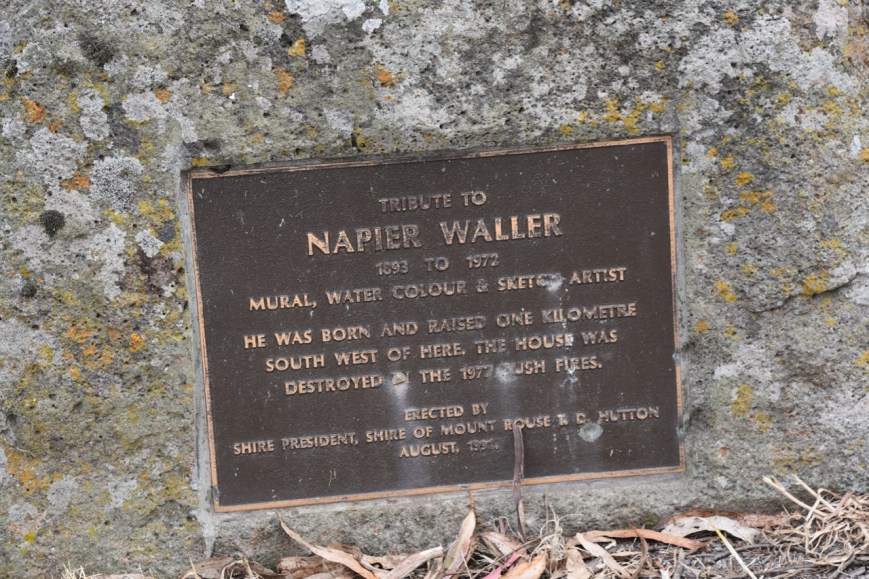 TRIBUTE TO
NAPIER WALLER
1893 TO 1972
MURAL, WATER COLOUR & SKETCH ARTIST
HE WAS BORN AND RAISED ONE KILOMETRE
SOUTH WEST OF HERE. THE HOUSE WAS
DESTROYED IN THE 1977 BUSH FIRES.
ERECTED BY
SHIRE PRESIDENT, SHIRE OF MOUNT ROUSE T. D. HUTTON
AUGUST,